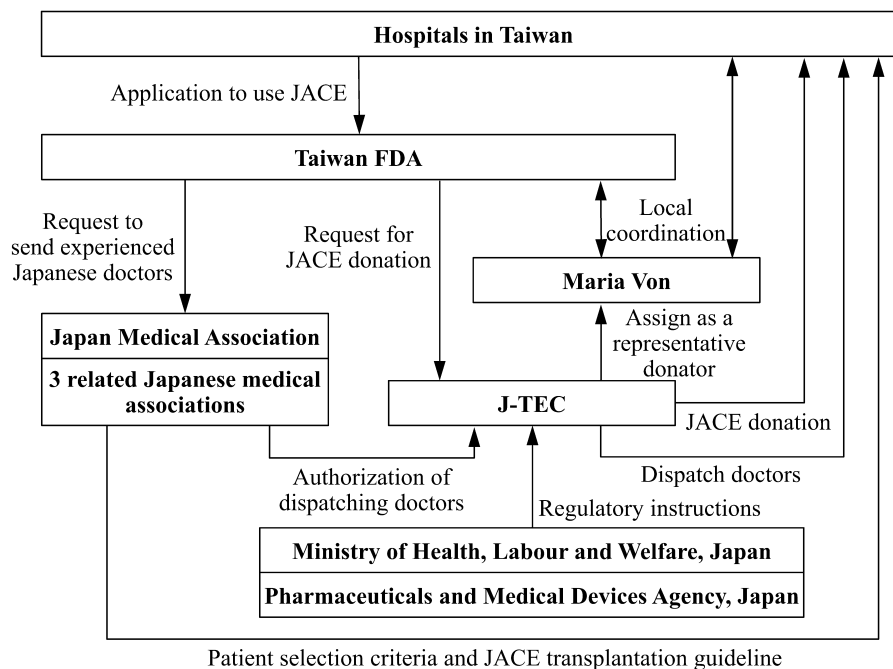 Hospitals in Taiwan
Application to use JACE
Taiwan FDA
Request to
send experienced
Japanese doctors
Request for
JACE donation
Local
coordination
Maria Von
Japan Medical Association
3 related Japanese medical
associations
Assign as a
representative
donator
J-TEC
JACE donation
Authorization of
dispatching doctors
Dispatch doctors
Regulatory instructions
Ministry of Health, Labour and Welfare, Japan
Pharmaceuticals and Medical Devices Agency, Japan
Patient selection criteria and JACE transplantation guideline